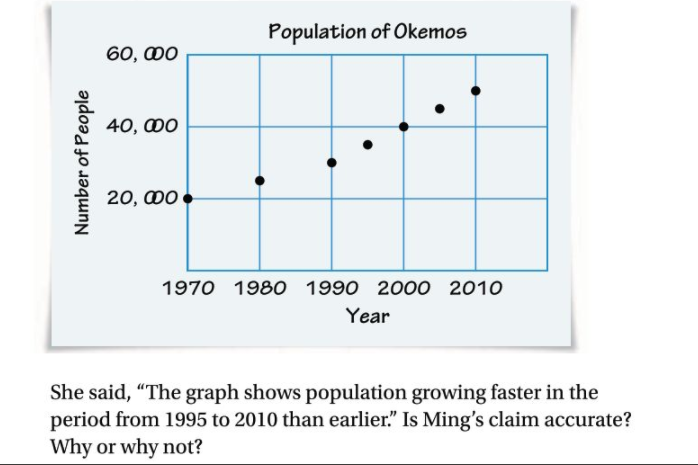 Population of Okemos
60,000
40,000
20,000
Number of People
1970 1980 1990 2000 2010
Year
She said, “The graph shows population growing faster in the
period from 1995 to 2010 than earlier.” Is Ming’s claim accurate?
Why or why not?